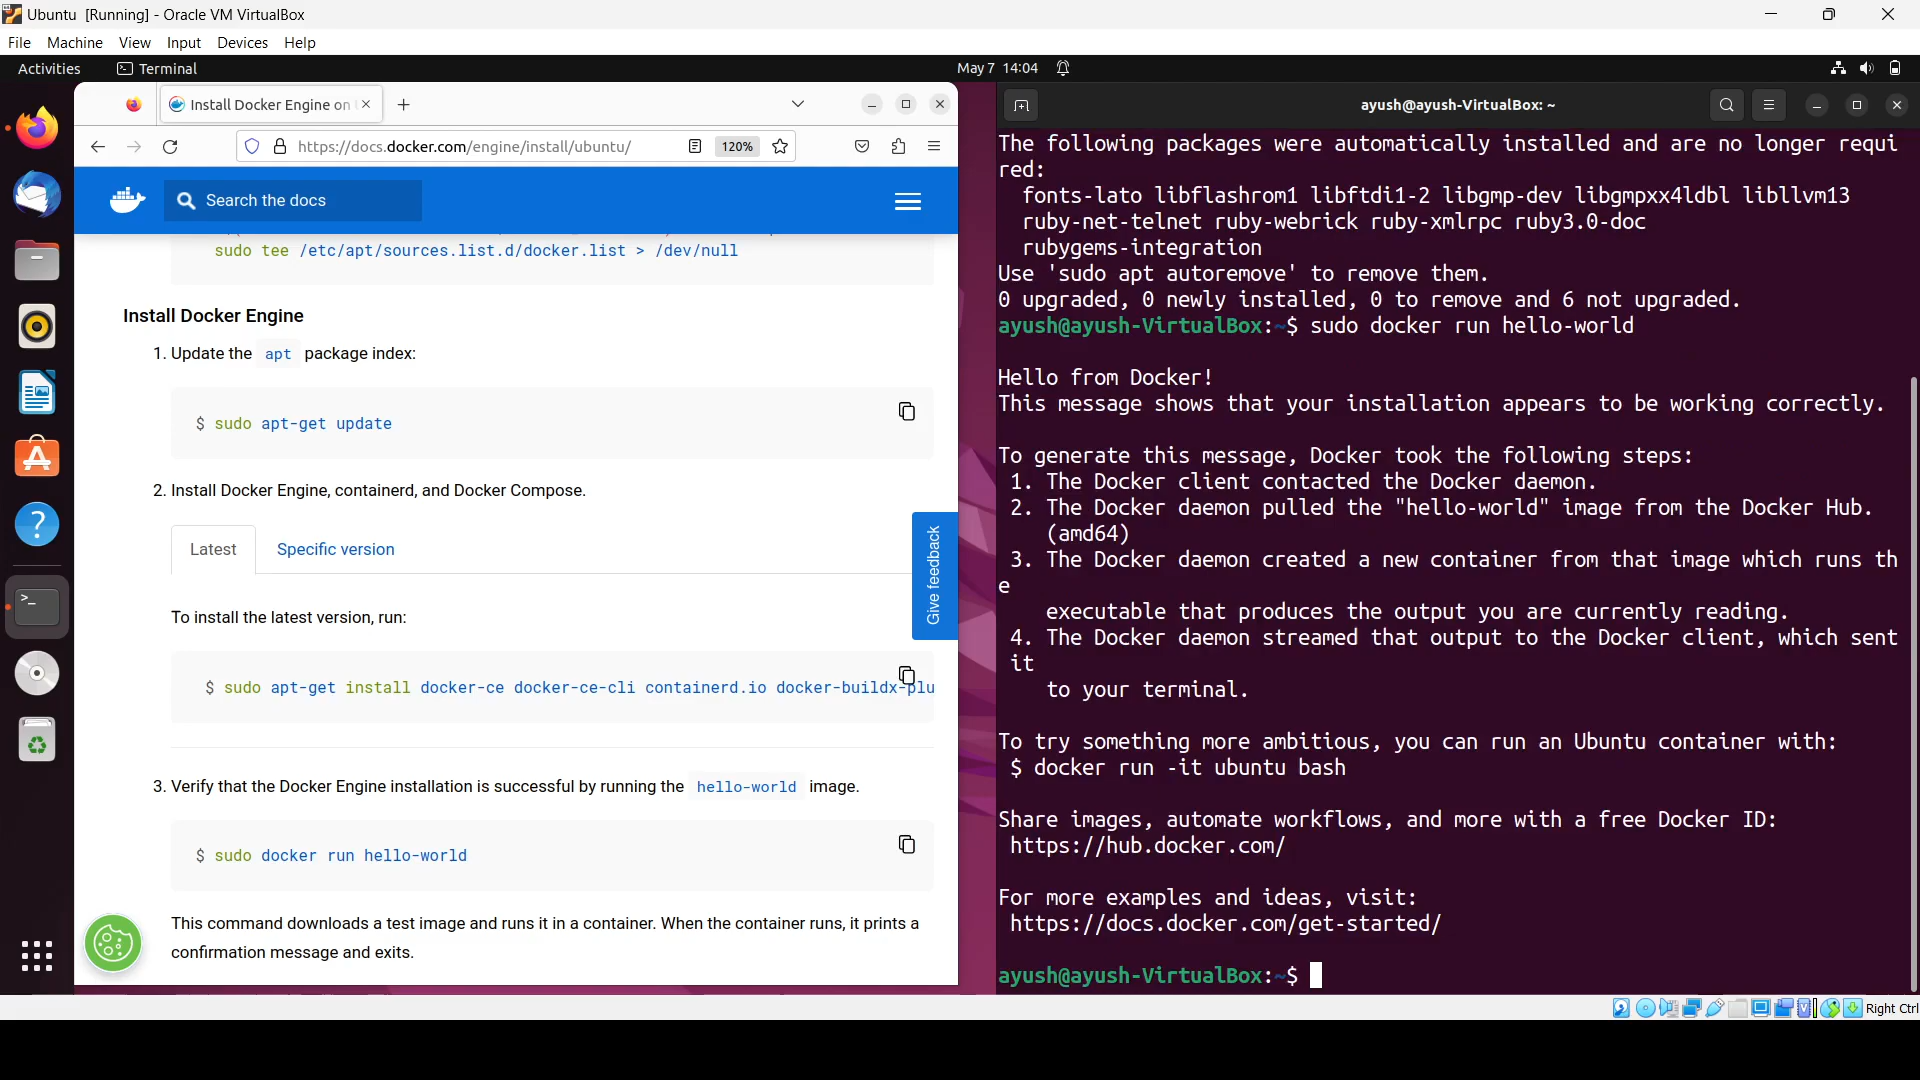 Ubuntu [Running] - Oracle VM VirtualBox
File Machine View Input Devices Help
Activities Terminal May 7 14:04
Install Docker Engine on
https://docs.docker.com/engine/install/ubuntu/ 120%
Search the docs
sudo tee /etc/apt/sources.list.d/docker.list > /dev/null
Install Docker Engine
1. Update the apt package index:
$ sudo apt-get update
2. Install Docker Engine, containerd, and Docker Compose.
Latest Specific version
Give feedback
To install the latest version, run:
$ sudo apt-get install docker-ce docker-ce-cli containerd.io docker-buildx-plu
3. Verify that the Docker Engine installation is successful by running the hello-world image.
$ sudo docker run hello-world
This command downloads a test image and runs it in a container. When the container runs, it prints a
confirmation message and exits.
ayush@ayush-VirtualBox: ~
The following packages were automatically installed and are no longer requi
red:
fonts-lato libflashrom1 libftdi1-2 libgmp-dev libgmpxx4ldbl libllvm13
ruby-net-telnet ruby-webrick ruby-xmlrpc ruby3.0-doc
rubygems-integration
Use 'sudo apt autoremove' to remove them.
0 upgraded, 0 newly installed, 0 to remove and 6 not upgraded.
ayush@ayush-VirtualBox:~$ sudo docker run hello-world
Hello from Docker!
This message shows that your installation appears to be working correctly.
To generate this message, Docker took the following steps:
1. The Docker client contacted the Docker daemon.
2. The Docker daemon pulled the "hello-world" image from the Docker Hub.
(amd64)
3. The Docker daemon created a new container from that image which runs th
e
executable that produces the output you are currently reading.
4. The Docker daemon streamed that output to the Docker client, which sent
it
to your terminal.
To try something more ambitious, you can run an Ubuntu container with:
$ docker run -it ubuntu bash
Share images, automate workflows, and more with a free Docker ID:
https://hub.docker.com/
For more examples and ideas, visit:
https://docs.docker.com/get-started/
ayush@ayush-VirtualBox:~$
Right Ctrl